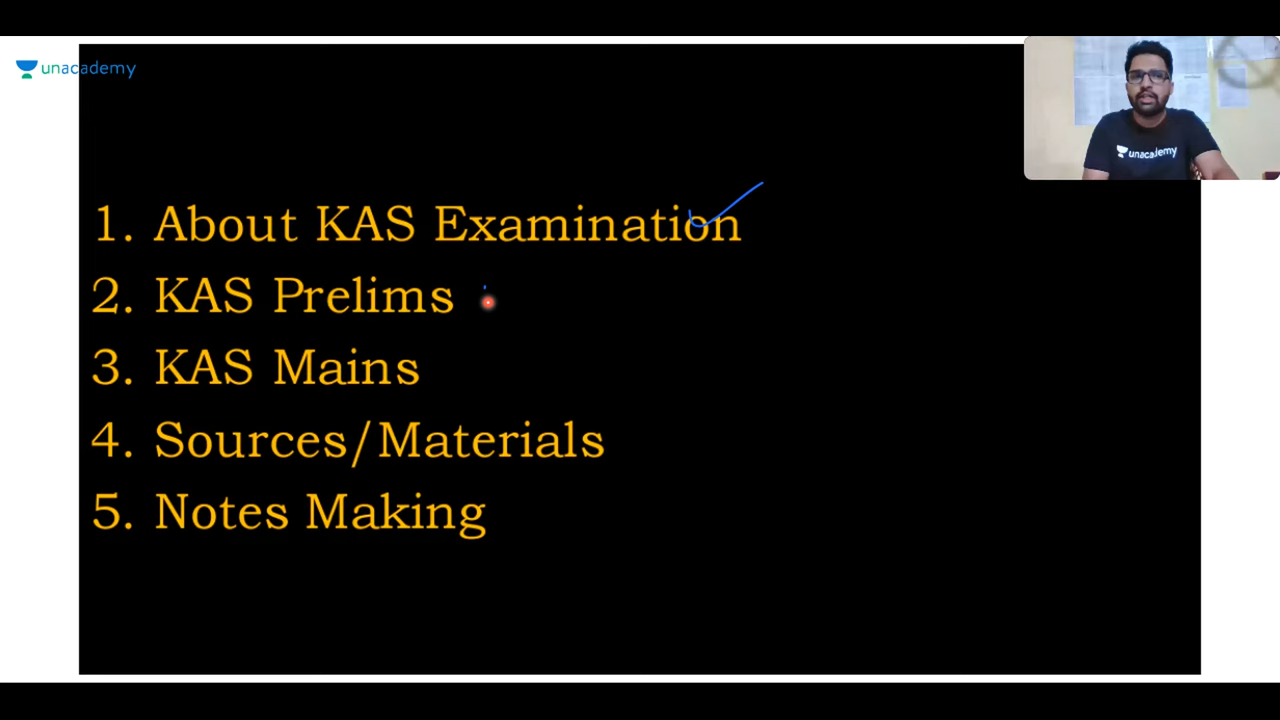 unacademy
unacademy
1. About KAS Examination
2. KAS Prelims
3. KAS Mains
4. Sources/Materials
5. Notes Making